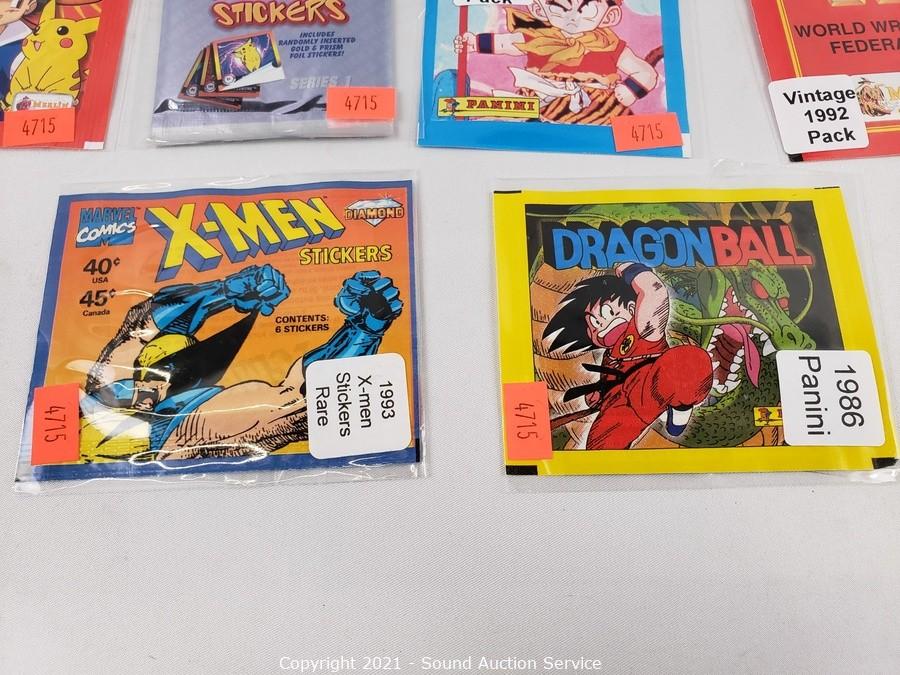 STICKERS
INCLUDES
RANDOMLY INSERTED
GOLD & PRISM
FOIL STICKERS!
SERIES 1
MERLIN
4715
4715
Pack
PANINI
4715
WORLD WR
FEDERA
Vintage
1992
Pack
MARVEL
COMICS
X-MEN
DIAMOND
STICKERS
40¢
USA
45¢
Canada
CONTENTS:
6 STICKERS
1993
X-men
Stickers
Rare
4715
DRAGONBALL
1986
Panini
4715
Copyright 2021 - Sound Auction Service